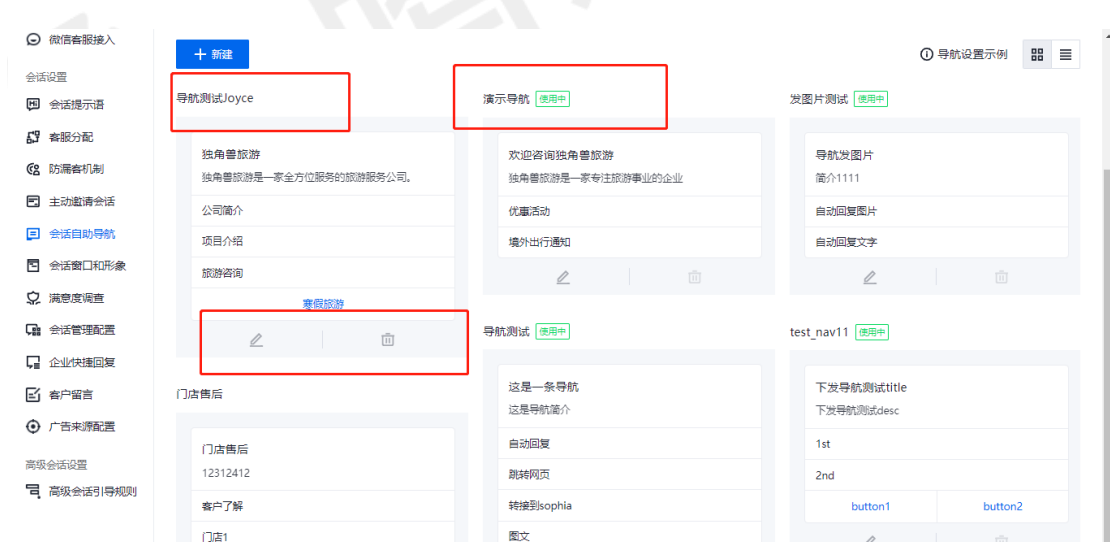 微信客服接入
会话设置
会话提示语
客服分配
防漏客机制
主动邀请会话
会话自助导航
会话窗口和形象
满意度调查
会话管理配置
企业快捷回复
客户留言
广告来源配置
高级会话设置
高级会话引导规则
新建
导航设置示例
导航测试Joyce
独角兽旅游
独角兽旅游是一家全方位服务的旅游服务公司。
公司简介
项目介绍
旅游咨询
寒假旅游
演示导航 使用中
欢迎咨询独角兽旅游
独角兽旅游是一家专注旅游事业的企业
优惠活动
境外出行通知
发图片测试 使用中
导航发图片
简介1111
自动回复图片
自动回复文字
门店售后
门店售后
12312412
客户了解
门店1
导航测试 使用中
这是一条导航
这是导航简介
自动回复
跳转网页
转接到sophia
图文
test_nav11 使用中
下发导航测试title
下发导航测试desc
1st
2nd
button1 button2